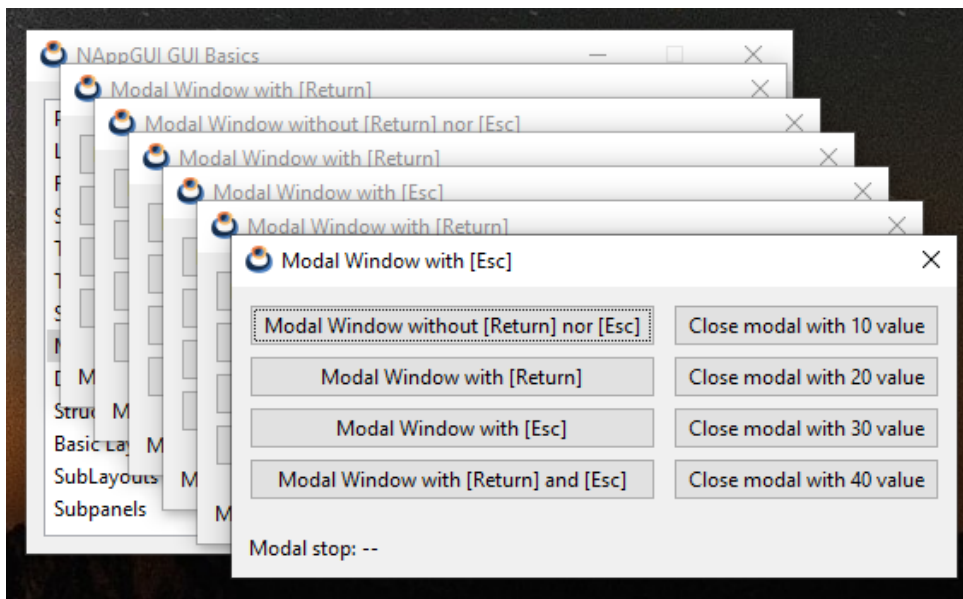 NAppGUI GUI Basics
Modal Window with [Return]
Modal Window without [Return] nor [Esc]
Modal Window with [Return]
Modal Window with [Esc]
Modal Window with [Return]
Modal Window with [Esc]
Modal Window without [Return] nor [Esc]
Close modal with 10 value
Modal Window with [Return]
Close modal with 20 value
Modal Window with [Esc]
Close modal with 30 value
Modal Window with [Return] and [Esc]
Close modal with 40 value
Modal stop: --
Basic Lay
SubLayouts
Subpanels